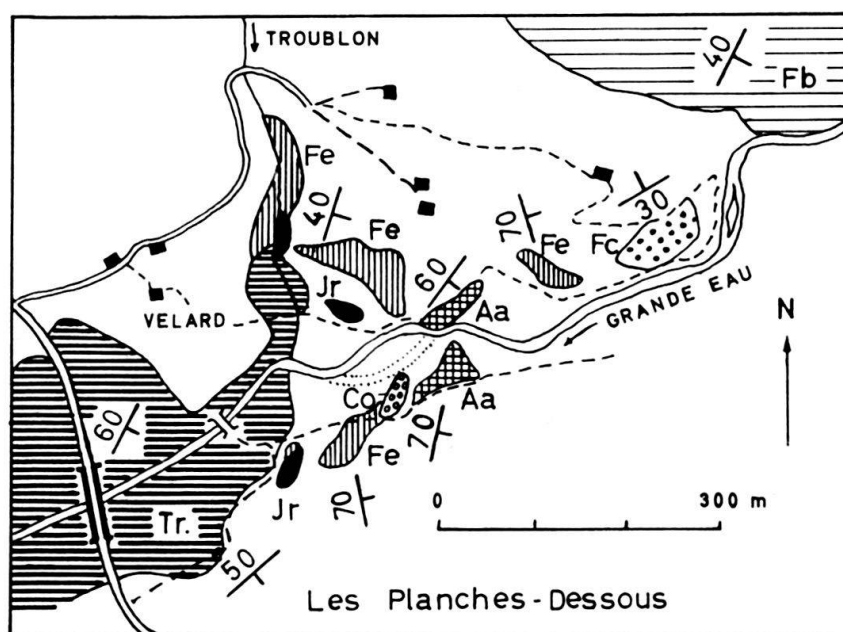 TROUBLON
40
Fb
Fe
40
Fe
70
Fe
30
Fc
60
Jr
Aa
VELARD
GRANDE EAU
N
Co
Aa
60
Fe
70
Tr.
Jr
70
50
0 300 m
Les Planches-Dessous